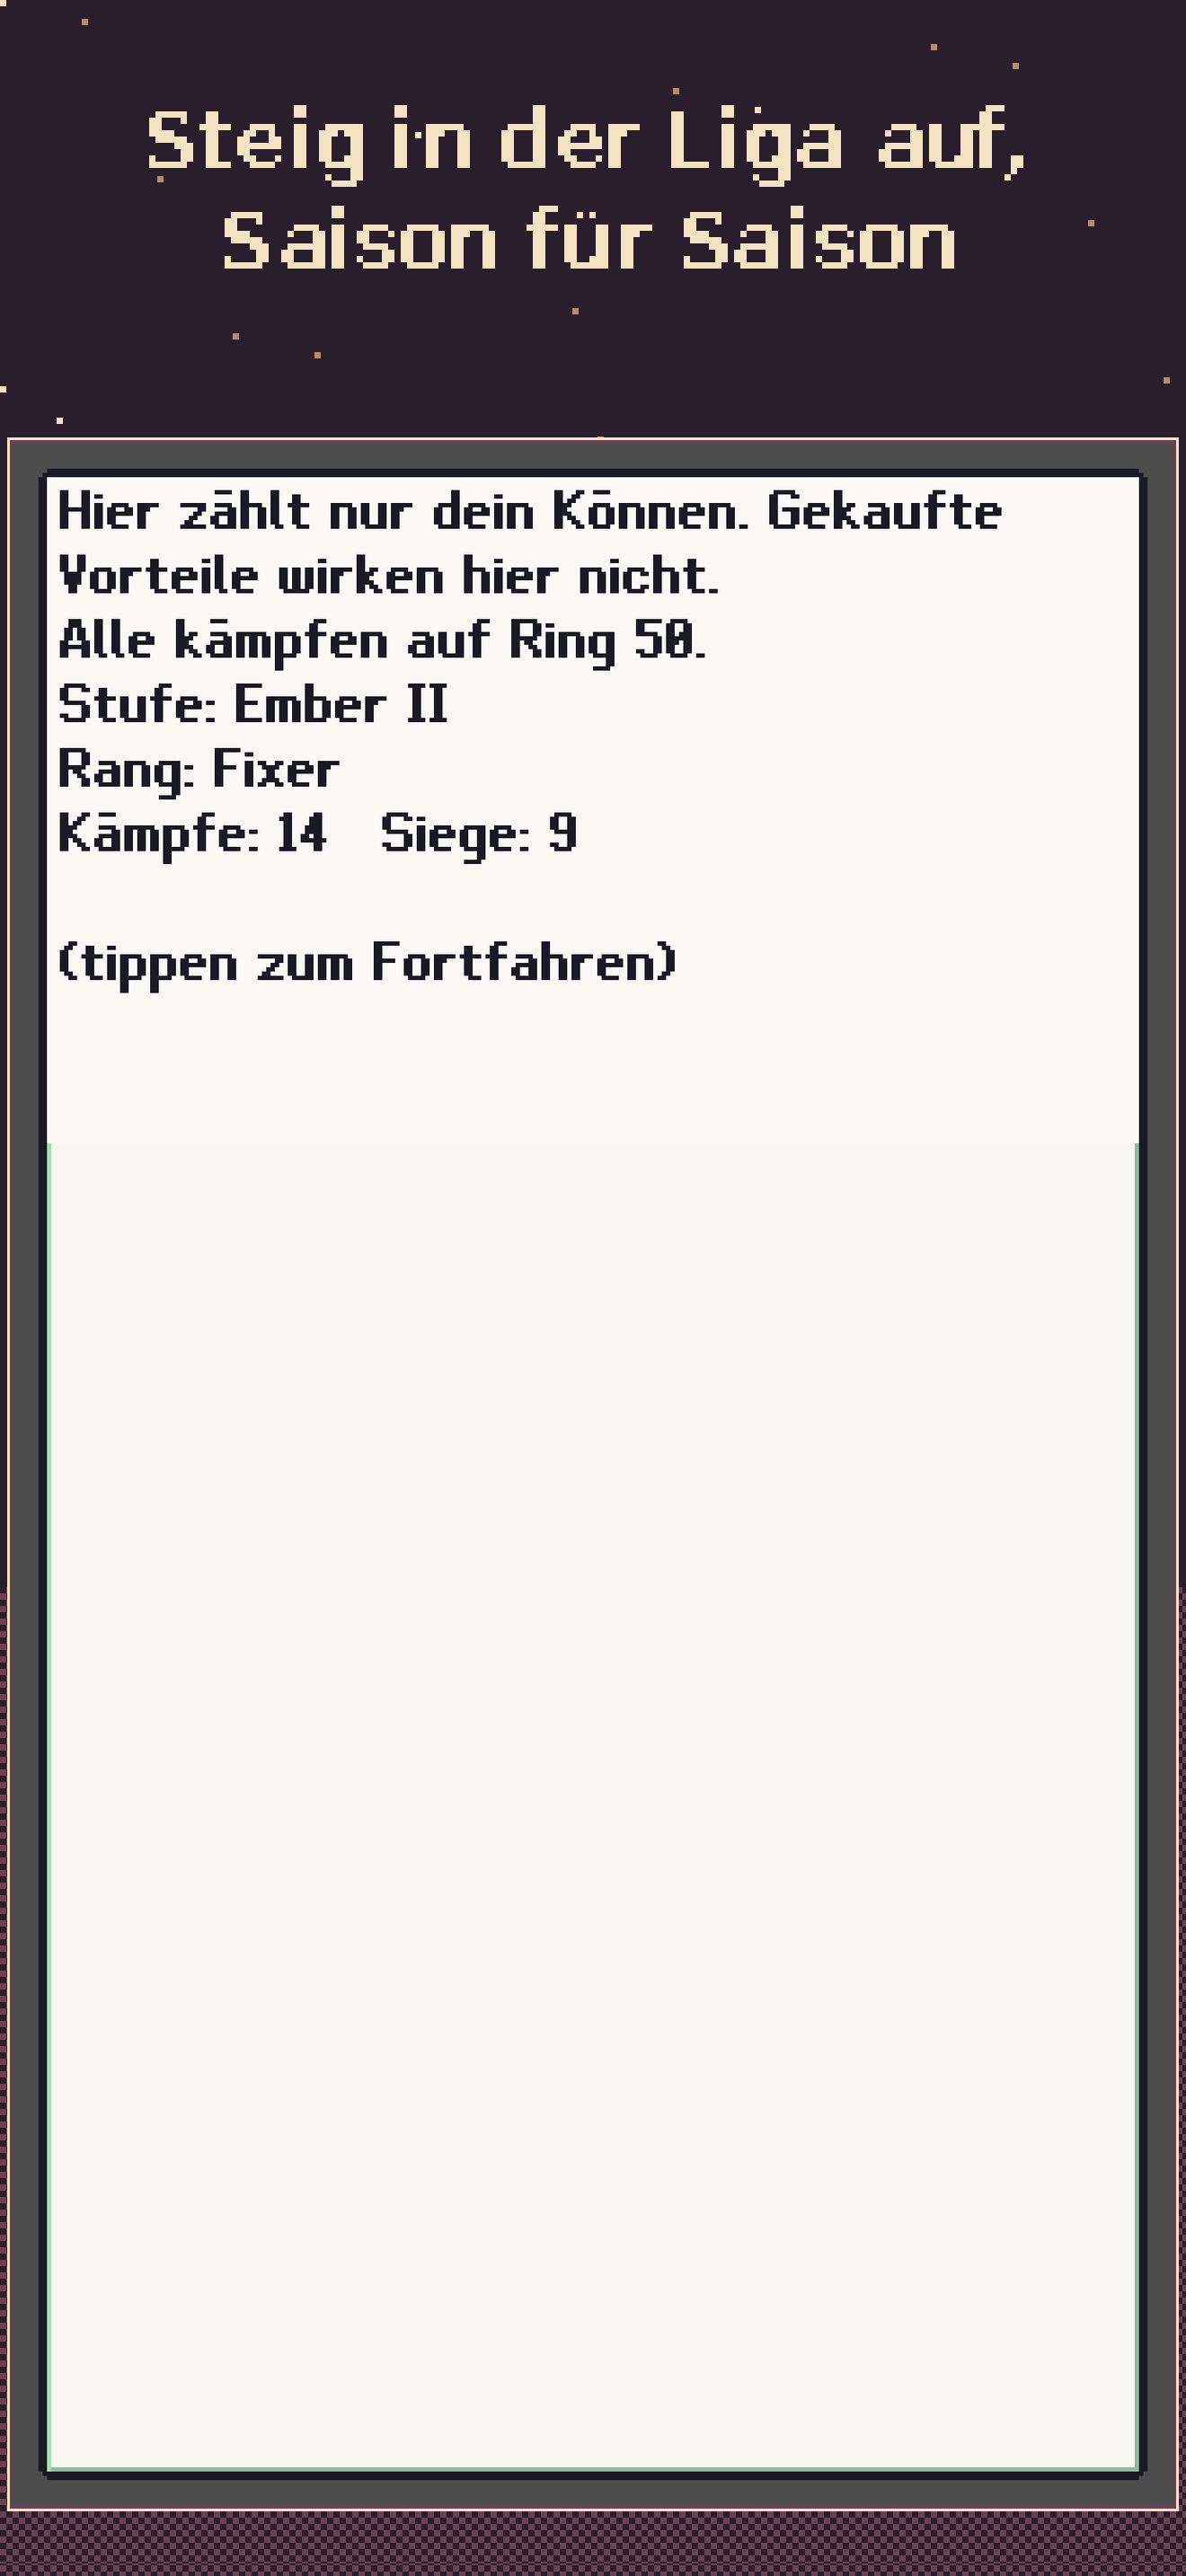 Steig in der Liga auf,
Saison für Saison
Hier zählt nur dein Können. Gekaufte
Vorteile wirken hier nicht.
Alle kämpfen auf Ring 50.
Stufe: Ember II
Rang: Fixer
Kämpfe: 14 Siege: 9
(tippen zum Fortfahren)